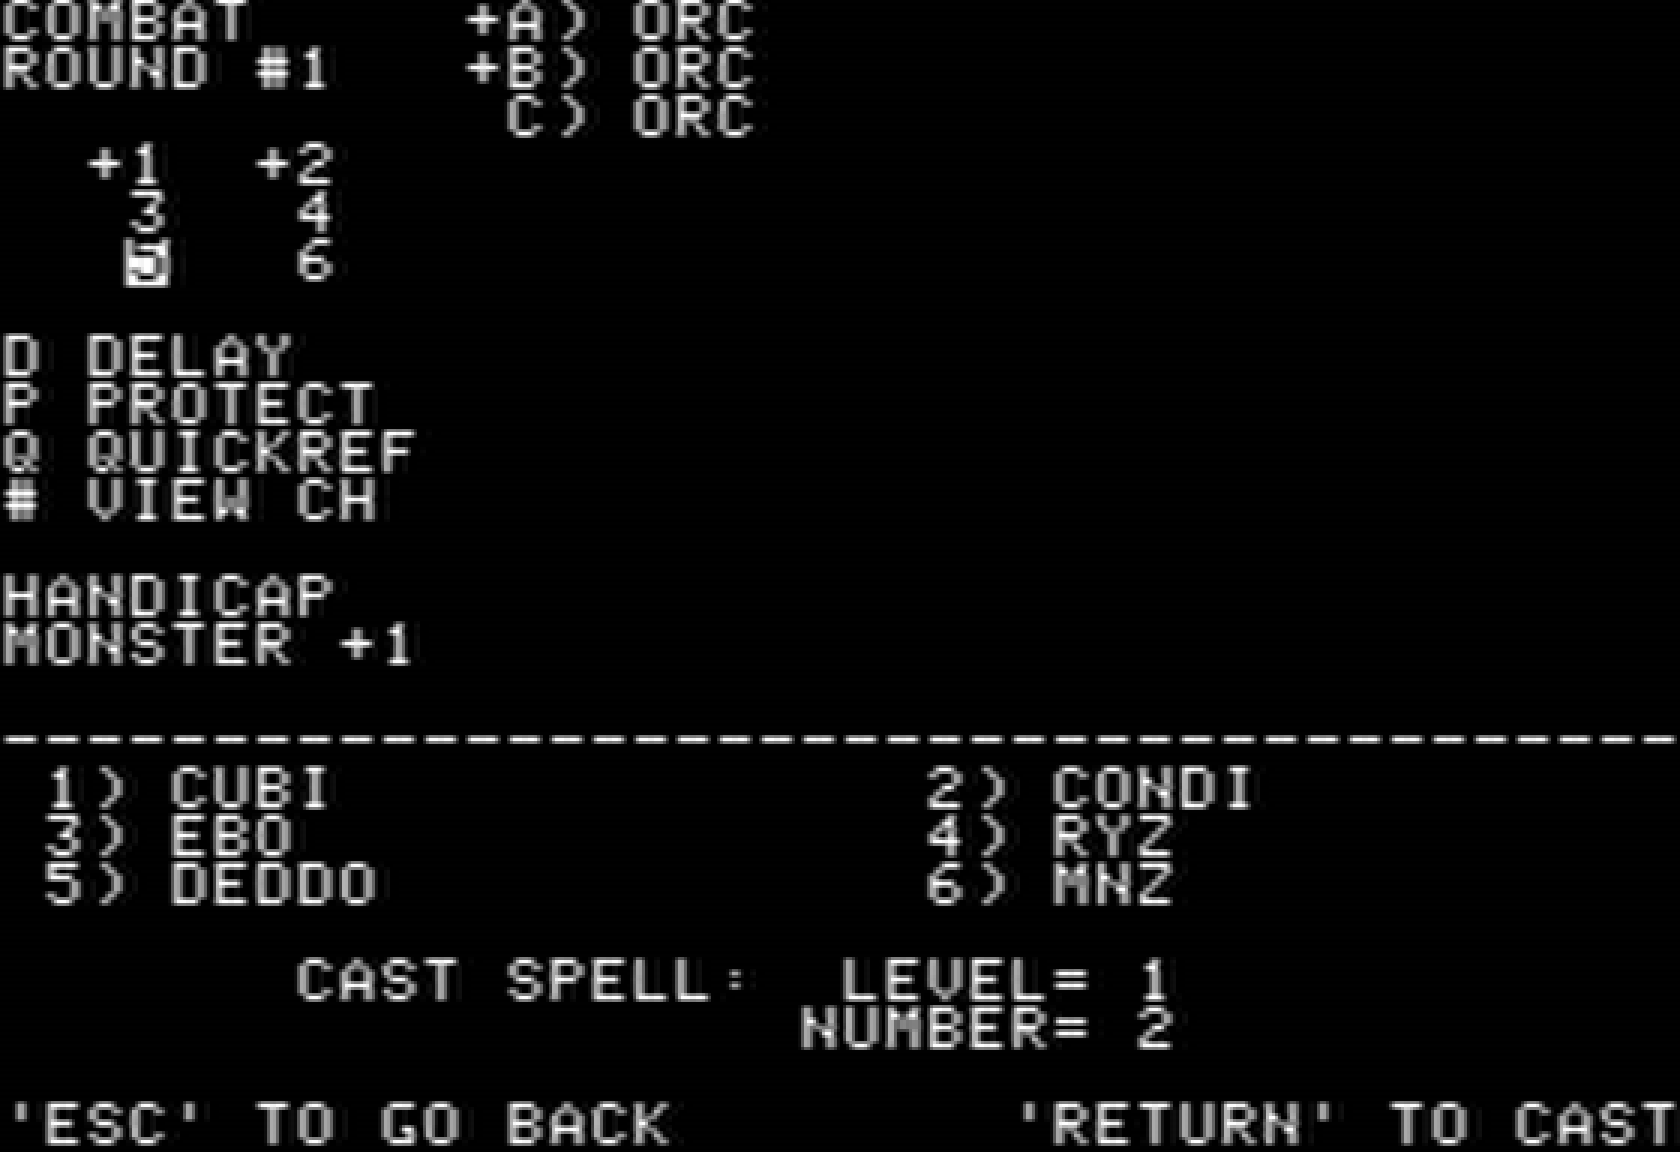 COMBAT +A) ORC
ROUND #1 +B) ORC
C) ORC
+1 +2
3 4
5 6
D DELAY
P PROTECT
Q QUICKREF
# VIEW CH
HANDICAP
MONSTER +1
----------------------------------------
1) CUBI 2) CONDI
3) EBO 4) RYZ
5) DEDDO 6) MNZ
CAST SPELL: LEVEL= 1
NUMBER= 2
'ESC' TO GO BACK 'RETURN' TO CAST